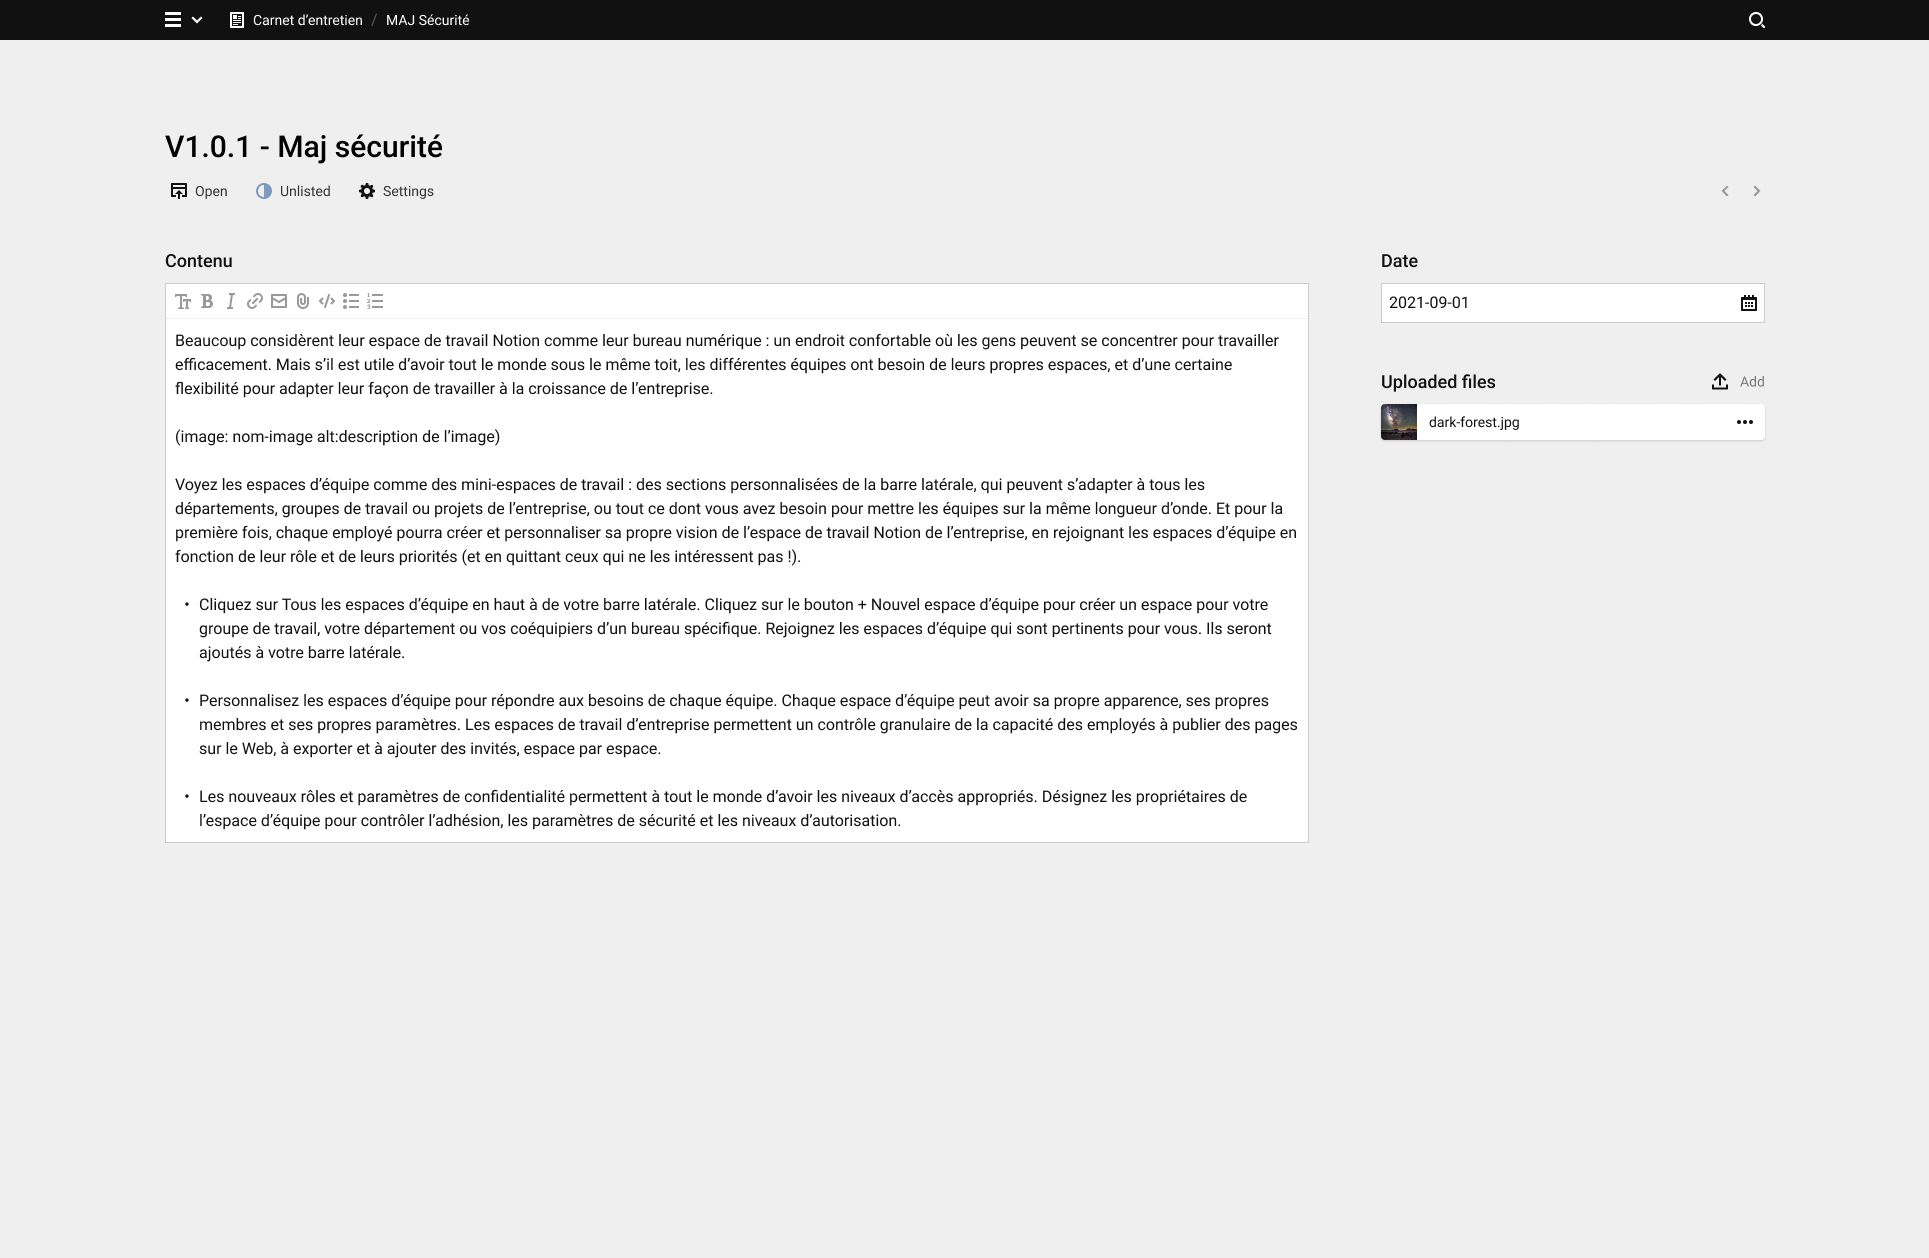 Carnet d’entretien / MAJ Sécurité
V1.0.1 - Maj sécurité
Open Unlisted Settings
Contenu
Beaucoup considèrent leur espace de travail Notion comme leur bureau numérique : un endroit confortable où les gens peuvent se concentrer pour travailler
efficacement. Mais s’il est utile d’avoir tout le monde sous le même toit, les différentes équipes ont besoin de leurs propres espaces, et d’une certaine
flexibilité pour adapter leur façon de travailler à la croissance de l’entreprise.
(image: nom-image alt:description de l’image)
Voyez les espaces d’équipe comme des mini-espaces de travail : des sections personnalisées de la barre latérale, qui peuvent s’adapter à tous les
départements, groupes de travail ou projets de l’entreprise, ou tout ce dont vous avez besoin pour mettre les équipes sur la même longueur d’onde. Et pour la
première fois, chaque employé pourra créer et personnaliser sa propre vision de l’espace de travail Notion de l’entreprise, en rejoignant les espaces d’équipe en
fonction de leur rôle et de leurs priorités (et en quittant ceux qui ne les intéressent pas !).
• Cliquez sur Tous les espaces d’équipe en haut à de votre barre latérale. Cliquez sur le bouton + Nouvel espace d’équipe pour créer un espace pour votre
groupe de travail, votre département ou vos coéquipiers d’un bureau spécifique. Rejoignez les espaces d’équipe qui sont pertinents pour vous. Ils seront
ajoutés à votre barre latérale.
• Personnalisez les espaces d’équipe pour répondre aux besoins de chaque équipe. Chaque espace d’équipe peut avoir sa propre apparence, ses propres
membres et ses propres paramètres. Les espaces de travail d’entreprise permettent un contrôle granulaire de la capacité des employés à publier des pages
sur le Web, à exporter et à ajouter des invités, espace par espace.
• Les nouveaux rôles et paramètres de confidentialité permettent à tout le monde d’avoir les niveaux d’accès appropriés. Désignez les propriétaires de
l’espace d’équipe pour contrôler l’adhésion, les paramètres de sécurité et les niveaux d’autorisation.
Date
2021-09-01
Uploaded files
Add
dark-forest.jpg